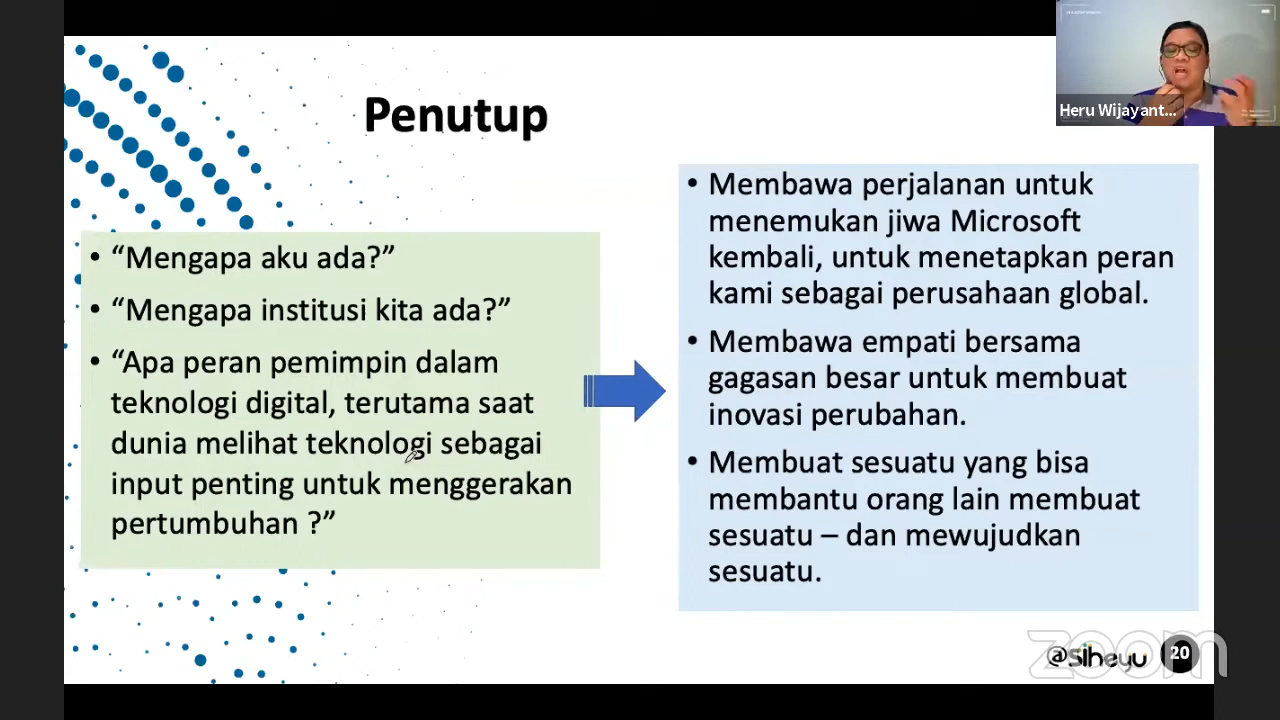 Penutup
• “Mengapa aku ada?”
• “Mengapa institusi kita ada?”
• “Apa peran pemimpin dalam
teknologi digital, terutama saat
dunia melihat teknologi sebagai
input penting untuk menggerakan
pertumbuhan ?”
• Membawa perjalanan untuk
menemukan jiwa Microsoft
kembali, untuk menetapkan peran
kami sebagai perusahaan global.
• Membawa empati bersama
gagasan besar untuk membuat
inovasi perubahan.
• Membuat sesuatu yang bisa
membantu orang lain membuat
sesuatu – dan mewujudkan
sesuatu.
Heru Wijayant...
zoom
@siheyu
20